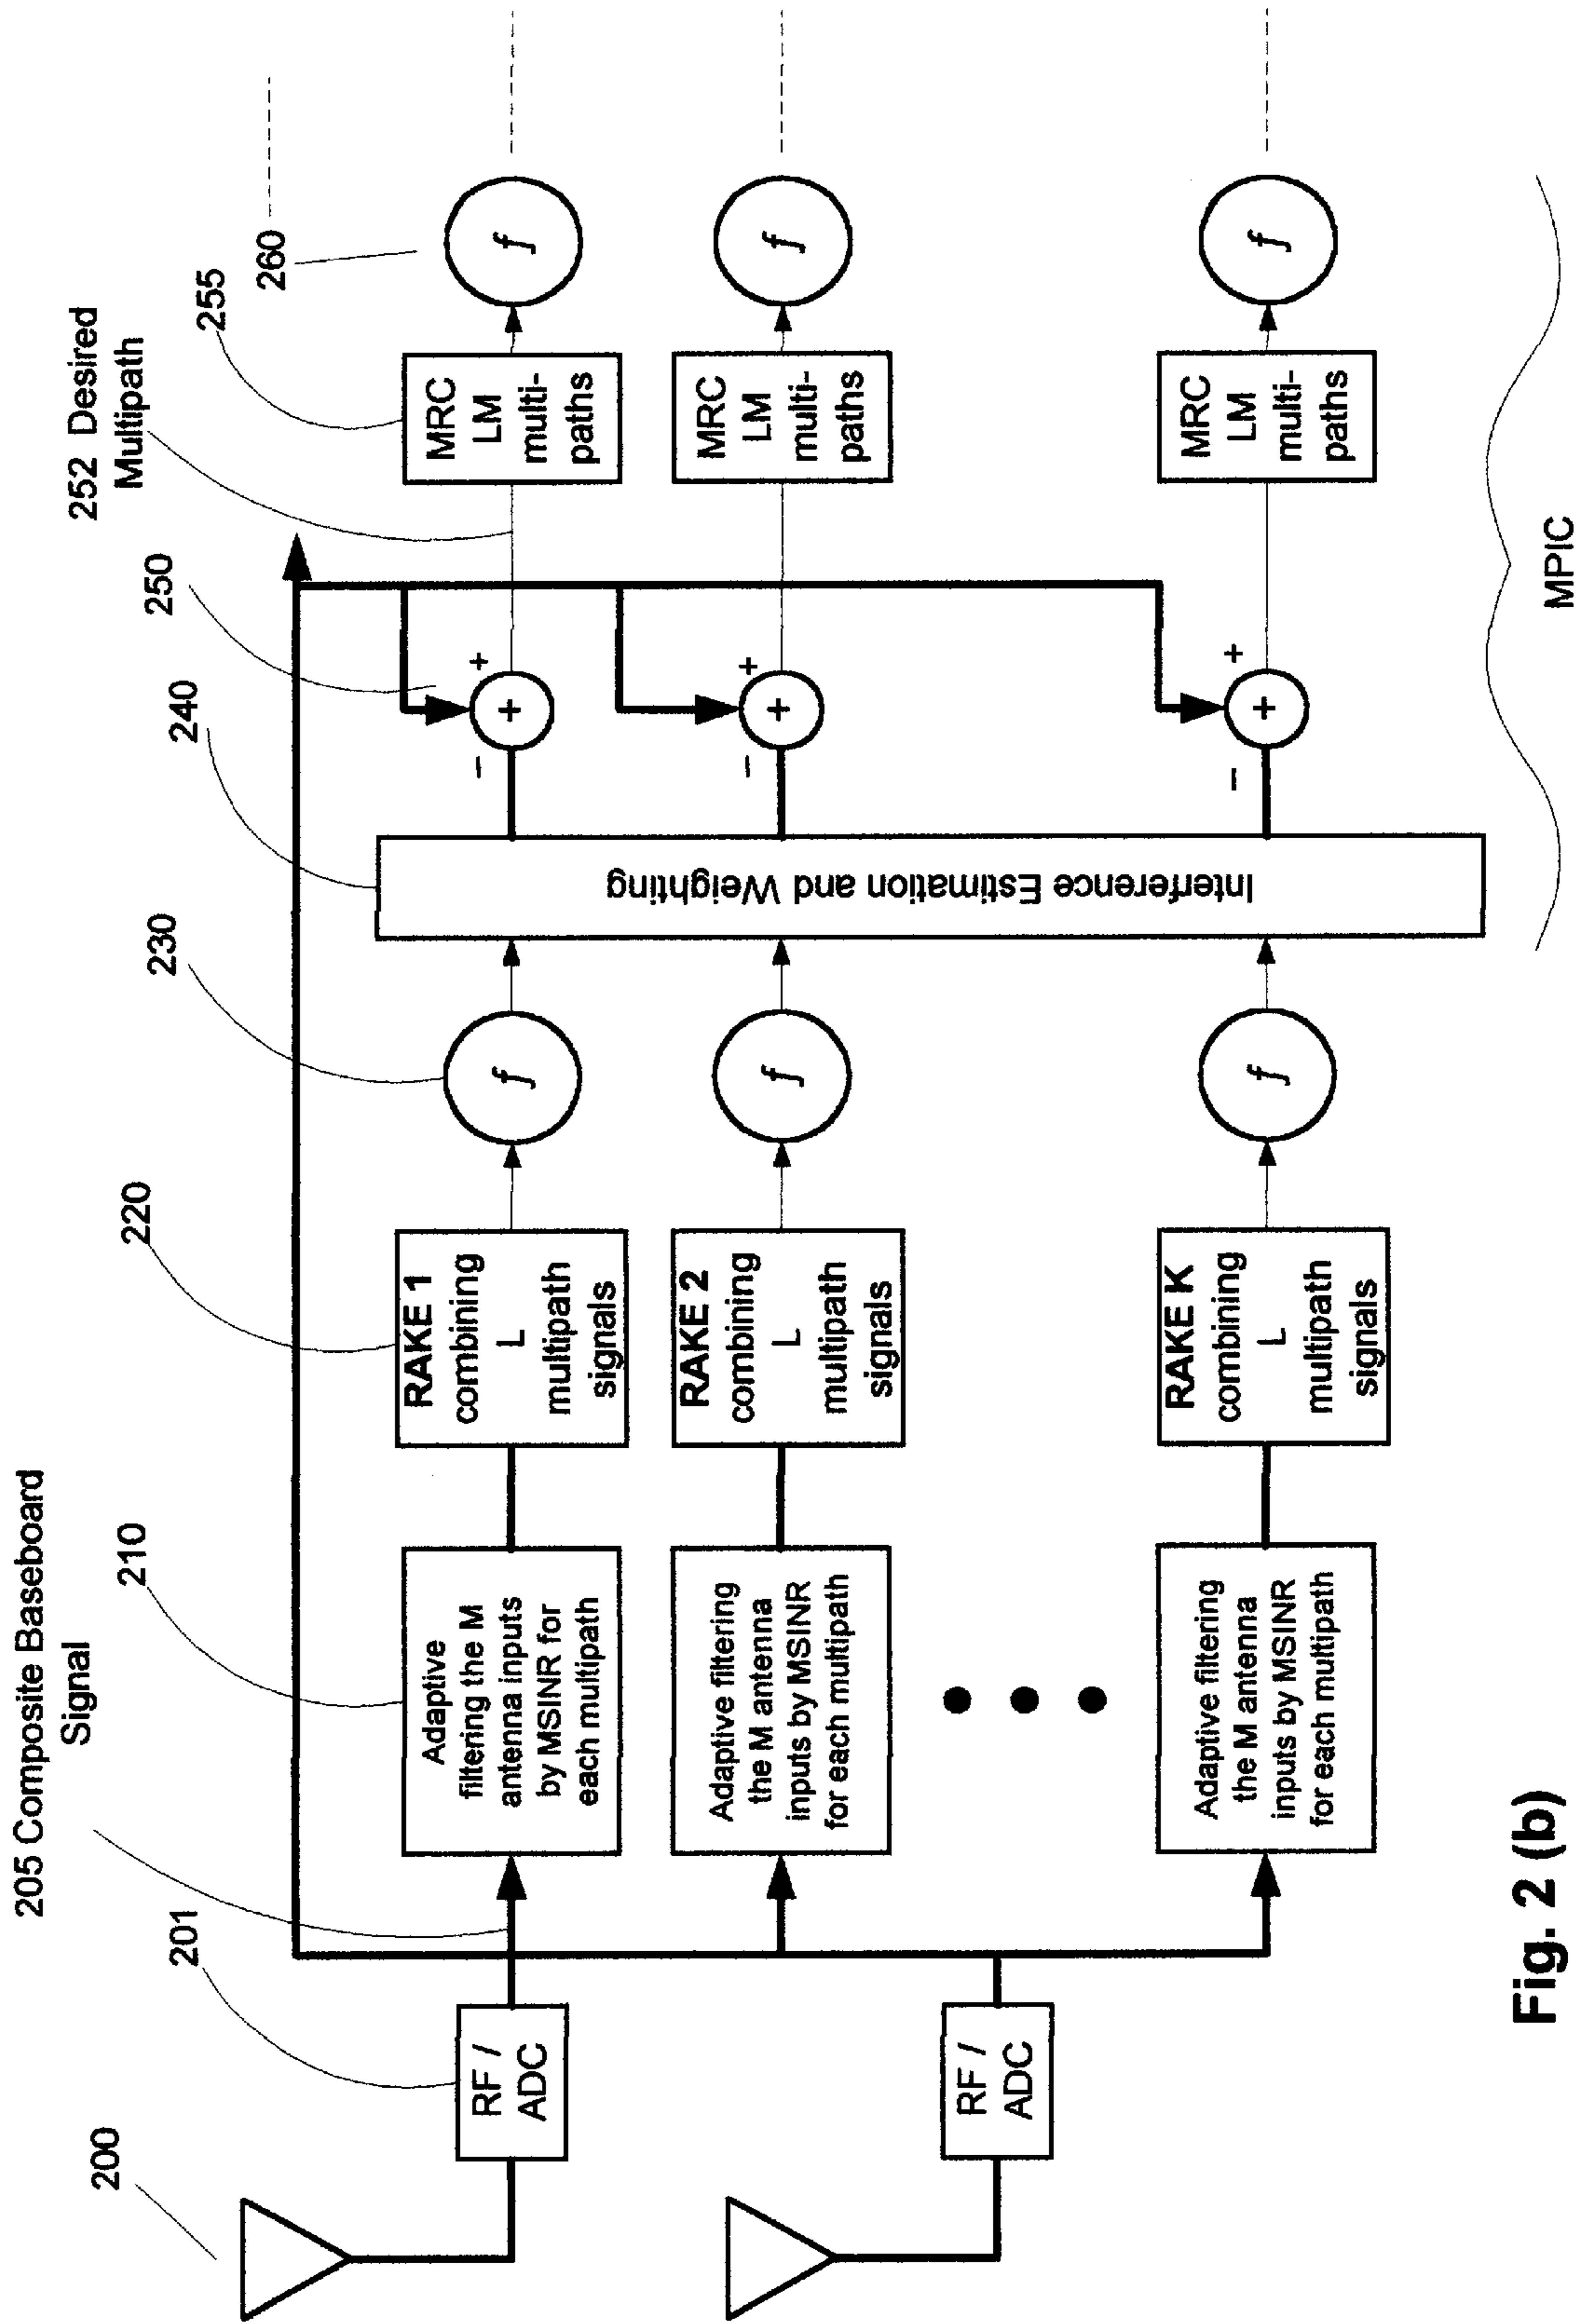 205 Composite Baseboard
Signal
252 Desired
Multipath
200
201
210
220
230
240
250
255
260
RF /
ADC
Adaptive
filtering the M
antenna inputs
by MSINR for
each multipath
RAKE 1
combining
L
multipath
signals
f
+
−
+
MRC
LM
multi-
paths
f
Adaptive filtering
the M antenna
inputs by MSINR
for each multipath
RAKE 2
combining
L
multipath
signals
f
Interference Estimation and Weighting
+
−
+
MRC
LM
multi-
paths
f
RF /
ADC
Adaptive filtering
the M antenna
inputs by MSINR
for each multipath
RAKE K
combining
L
multipath
signals
f
+
−
+
MRC
LM
multi-
paths
f
MPIC
Fig. 2 (b)